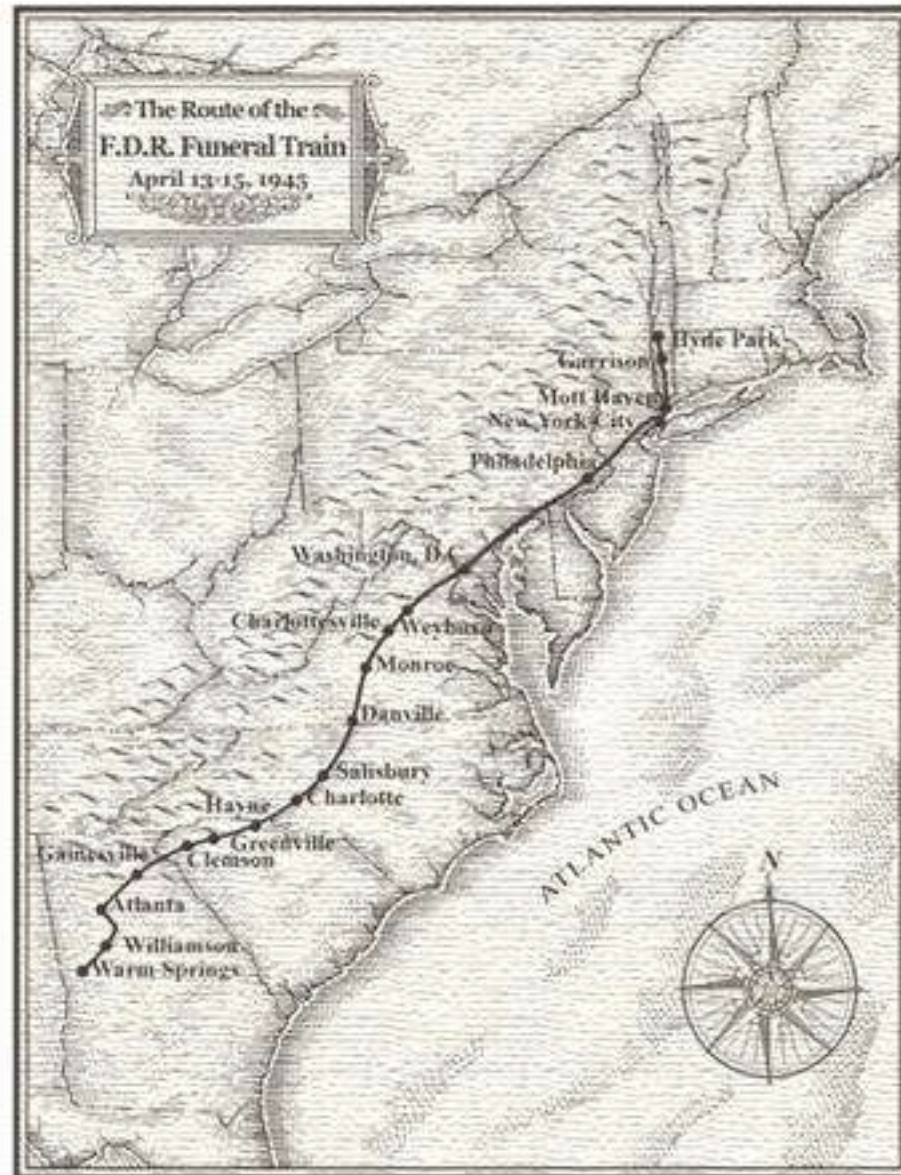 The Route of the
F.D.R. Funeral Train
April 13-15, 1945
Hyde Park
Garrison
Mott Haven
New York City
Philadelphia
Washington, D.C.
Charlottesville
Weyburn
Monroe
Danville
Salisbury
Hayne
Charlotte
Greenville
Gainesville
Clemson
Atlanta
Williamson
Warm Springs
ATLANTIC OCEAN
N